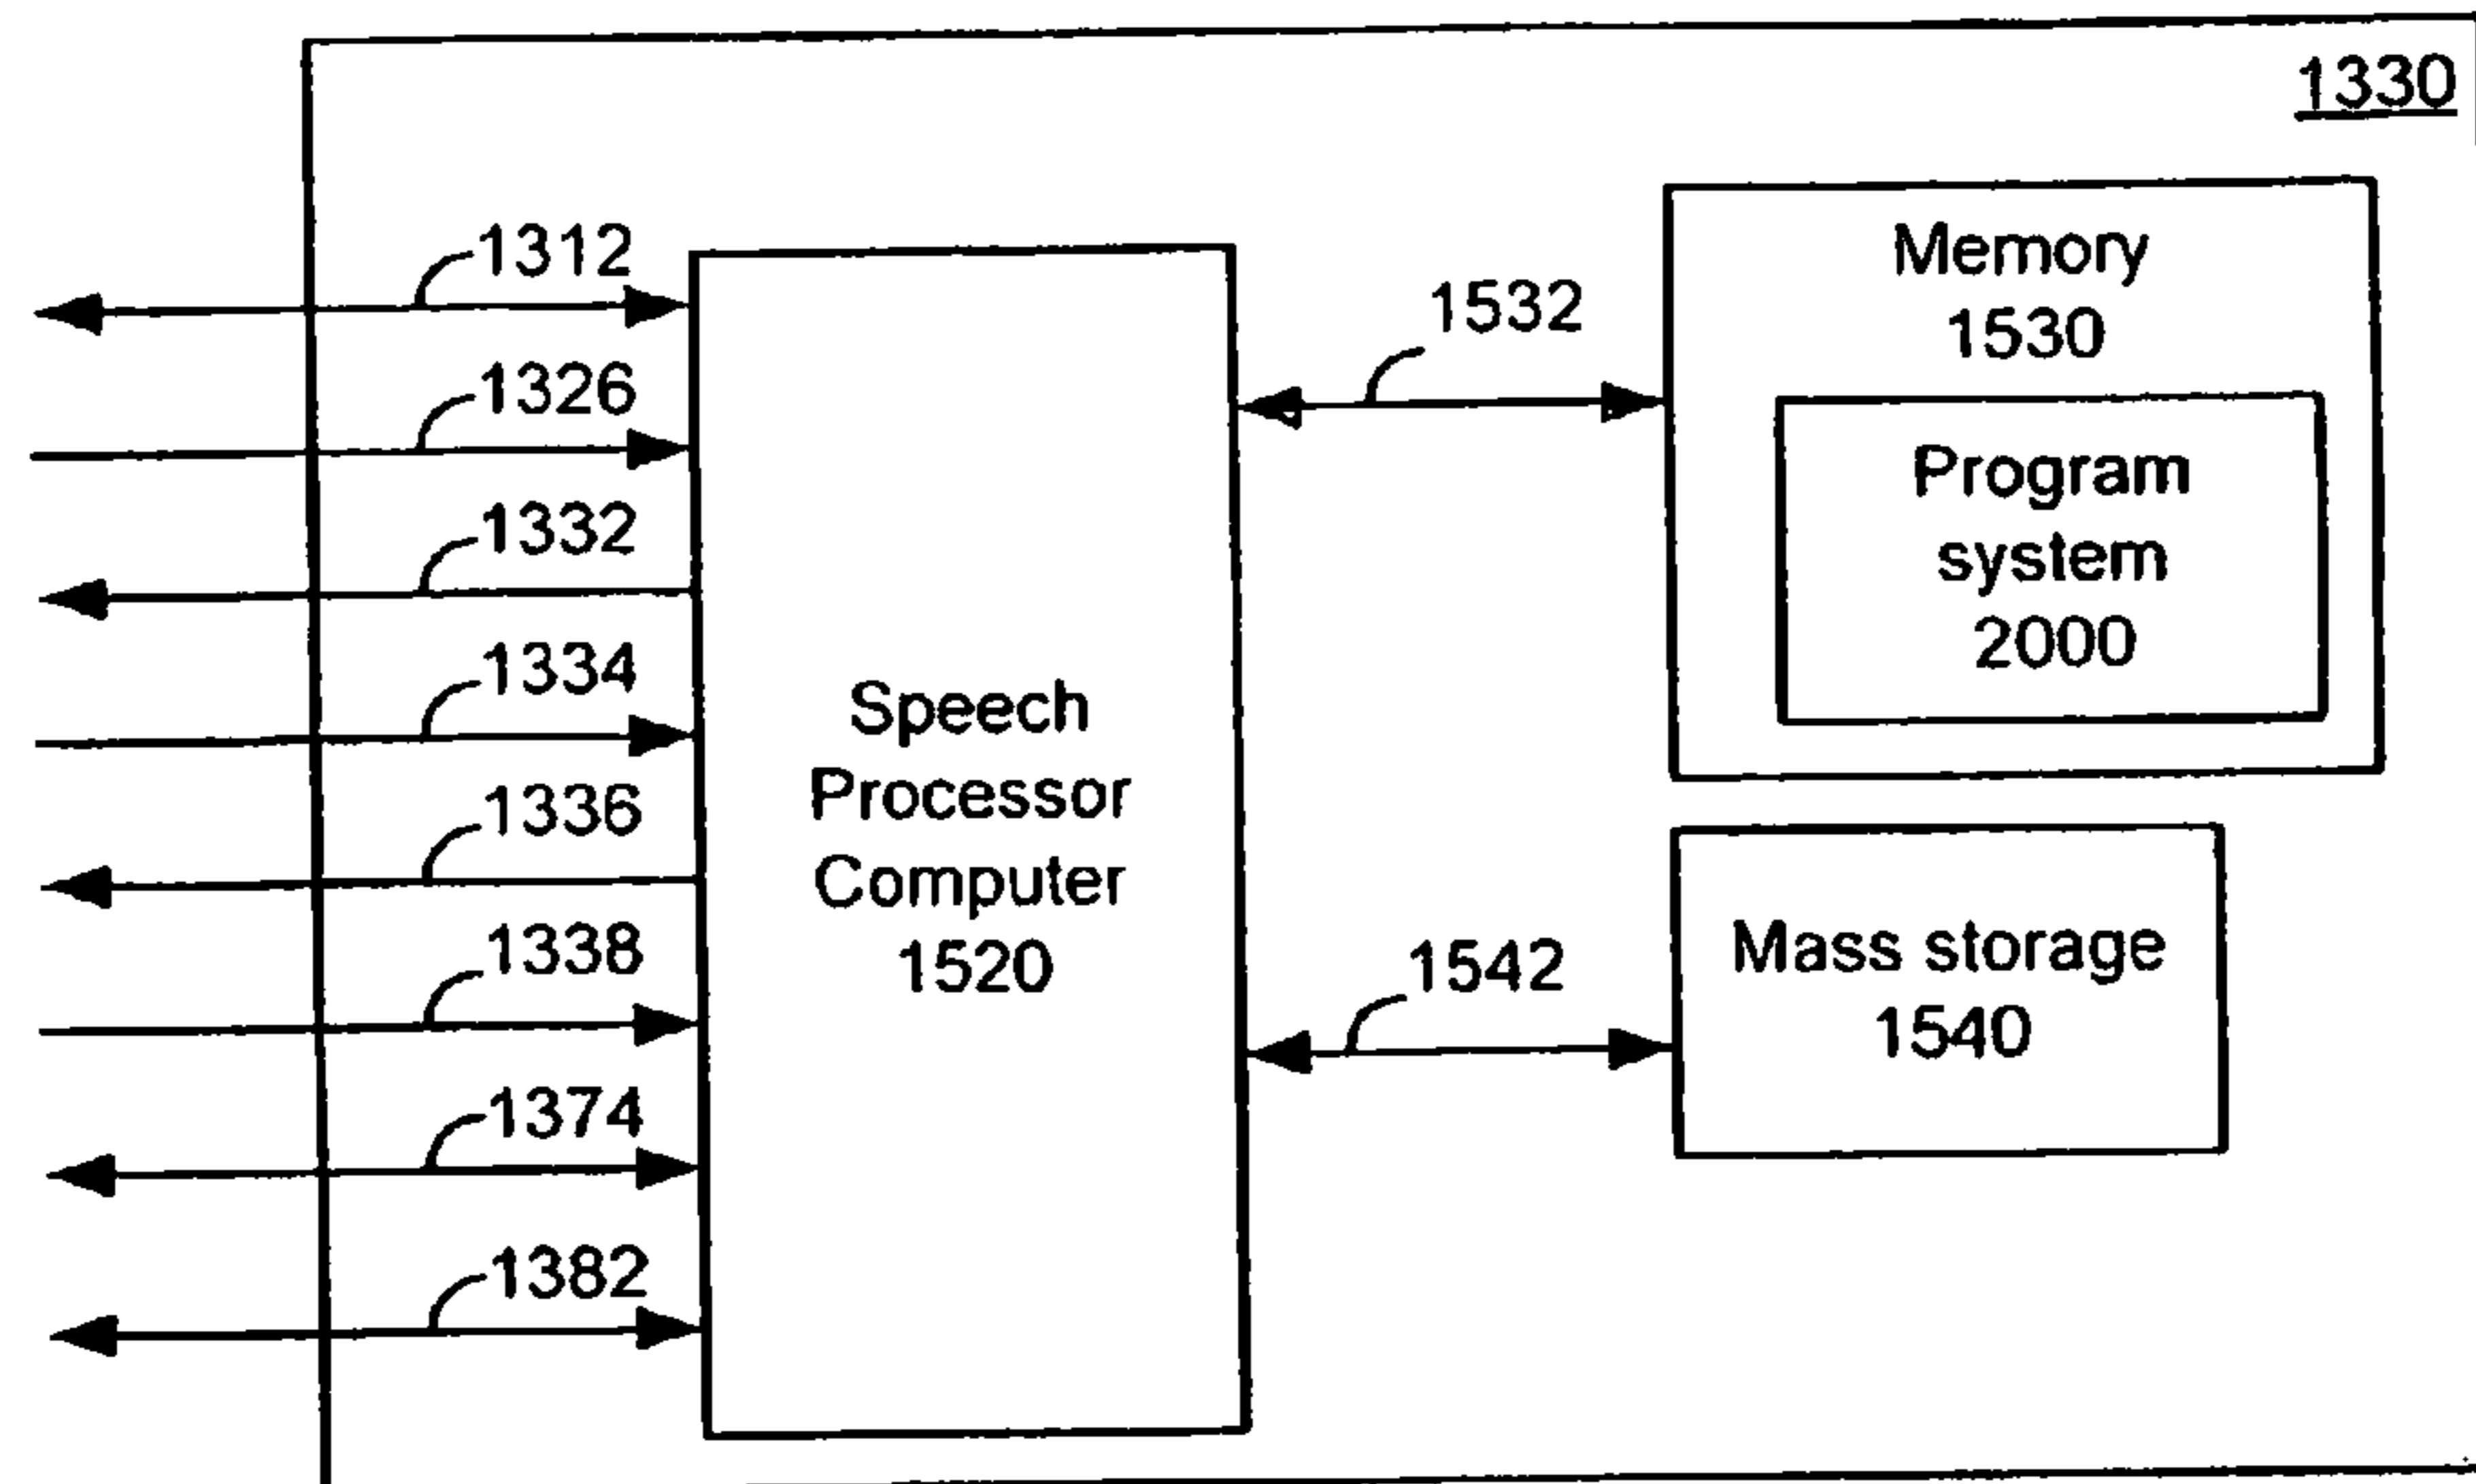 1330
1312
1326
1332
1334
1336
1338
1374
1382
Speech
Processor
Computer
1520
1532
1542
Memory
1530
Program
system
2000
Mass storage
1540